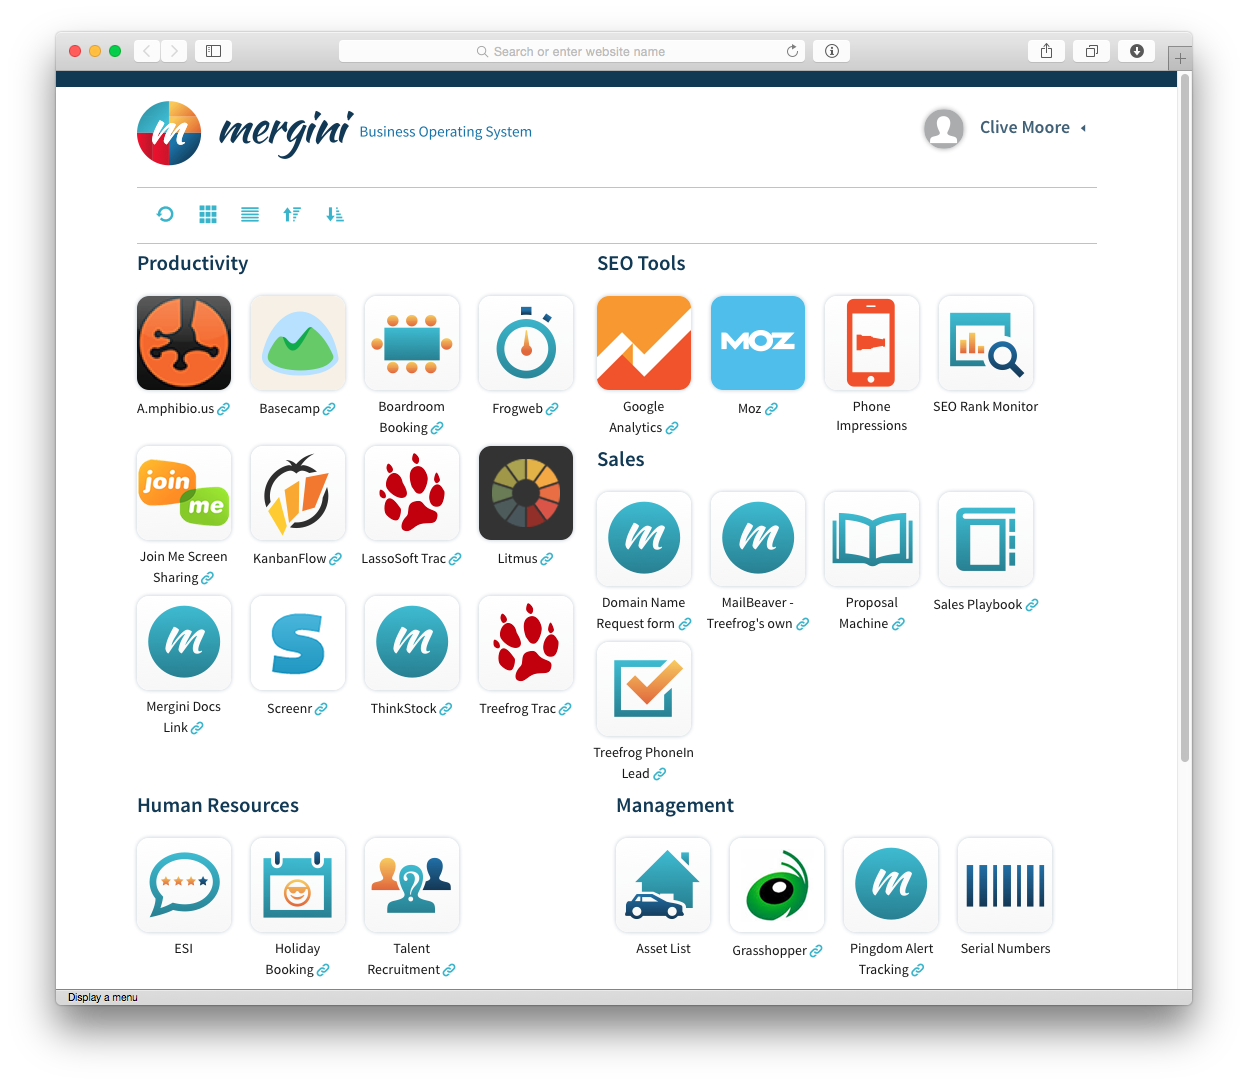 Search or enter website name
m mergini Business Operating System
Clive Moore
Productivity
A.mphibio.us
Basecamp
Boardroom
Booking
Frogweb
join
me
Join Me Screen
Sharing
KanbanFlow
LassoSoft Trac
Litmus
m
Mergini Docs
Link
S
Screenr
m
ThinkStock
Treefrog Trac
SEO Tools
Google
Analytics
MOZ
Moz
Phone
Impressions
SEO Rank Monitor
Sales
m
Domain Name
Request form
m
MailBeaver -
Treefrog's own
Proposal
Machine
Sales Playbook
Treefrog PhoneIn
Lead
Human Resources
ESI
Holiday
Booking
?
Talent
Recruitment
Management
Asset List
Grasshopper
m
Pingdom Alert
Tracking
Serial Numbers
Display a menu